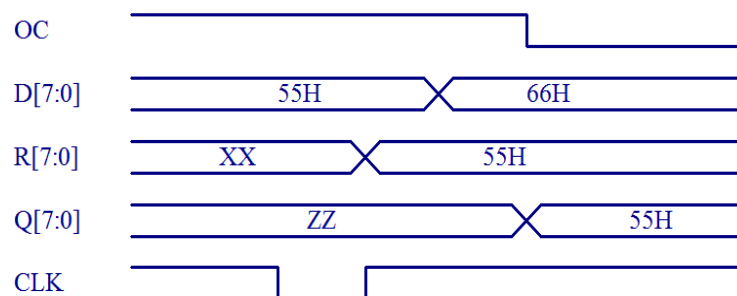 OC
D[7:0] 55H 66H
R[7:0] XX 55H
Q[7:0] ZZ 55H
CLK